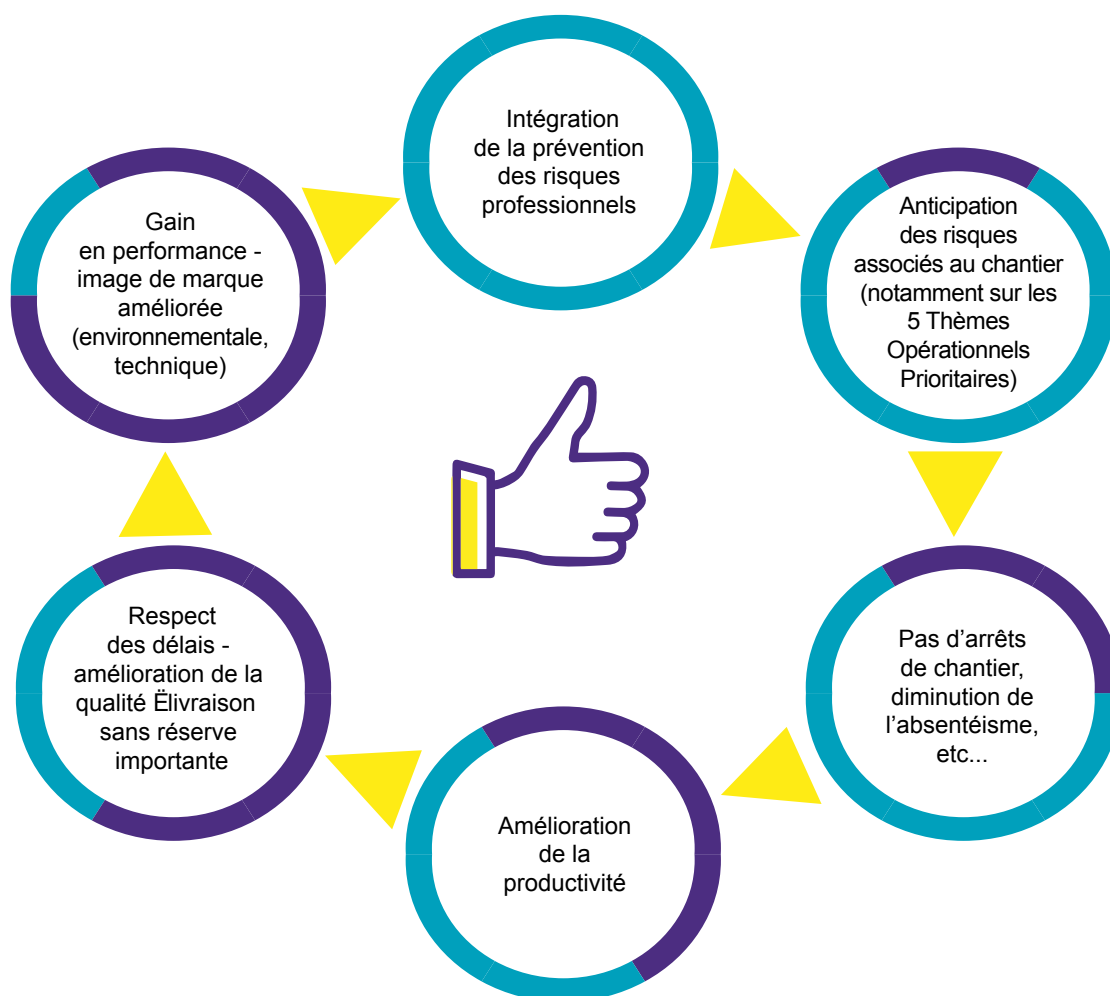 Intégration
de la prévention
des risques
professionnels
Anticipation
des risques
associés au chantier
(notamment sur les
5 Thèmes
Opérationnels
Prioritaires)
Pas d’arrêts
de chantier,
diminution de
l’absentéisme,
etc...
Amélioration
de la
productivité
Respect
des délais -
amélioration de la
qualité Ëlivraison
sans réserve
importante
Gain
en performance -
image de marque
améliorée
(environnementale,
technique)